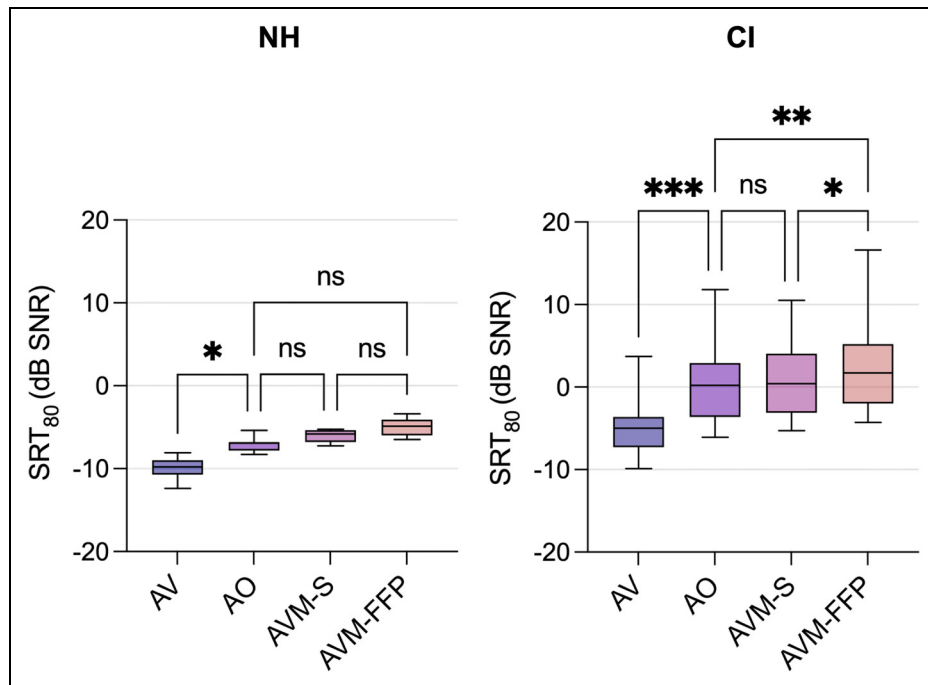 NH
SRT80 (dB SNR)
20
10
0
-10
-20
*
ns
ns
ns
AV
AO
AVM-S
AVM-FFP
CI
SRT80 (dB SNR)
20
10
0
-10
-20
**
***
ns
*
AV
AO
AVM-S
AVM-FFP